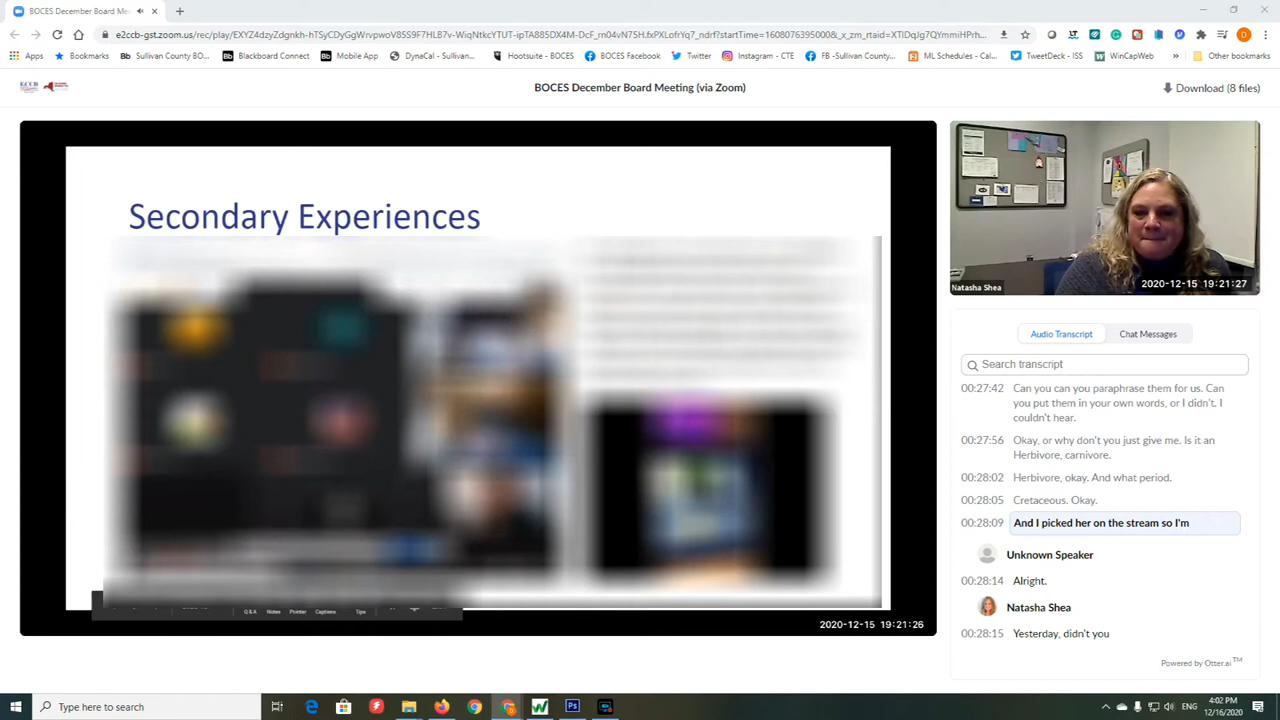 BOCES December Board Me
e2ccb-gst.zoom.us/rec/play/EXYZ4dzyZdgnkh-hTSyCDyGgWrvpwoV85S9F7HLB7v-WiqNtkcYTUT-ipTA885DX4M-DcF_rn04vN75H.fxPXLofrYq7_ndrf?startTime=1608076395000&_x_zm_rtaid=XTlDqJg7QYmmiHPrh...
Apps Bookmarks Sullivan County BO... Blackboard Connect Mobile App DynaCal - Sullivan... Hootsuite - BOCES BOCES Facebook Twitter Instagram - CTE FB -Sullivan County... ML Schedules - Cal... TweetDeck - ISS WinCapWeb » Other bookmarks
BOCES December Board Meeting (via Zoom)
Download (8 files)
Secondary Experiences
Q & A Notes Pointer Captions Tips
2020-12-15 19:21:26
Natasha Shea
2020-12-15 19:21:27
Audio Transcript Chat Messages
Search transcript
00:27:42 Can you can you paraphrase them for us. Can
you put them in your own words, or I didn't. I
couldn't hear.
00:27:56 Okay, or why don't you just give me. Is it an
Herbivore, carnivore.
00:28:02 Herbivore, okay. And what period.
00:28:05 Cretaceous. Okay.
00:28:09 And I picked her on the stream so I'm
Unknown Speaker
00:28:14 Alright.
Natasha Shea
00:28:15 Yesterday, didn't you
Powered by Otter.ai™
Type here to search
ENG
4:02 PM
12/16/2020